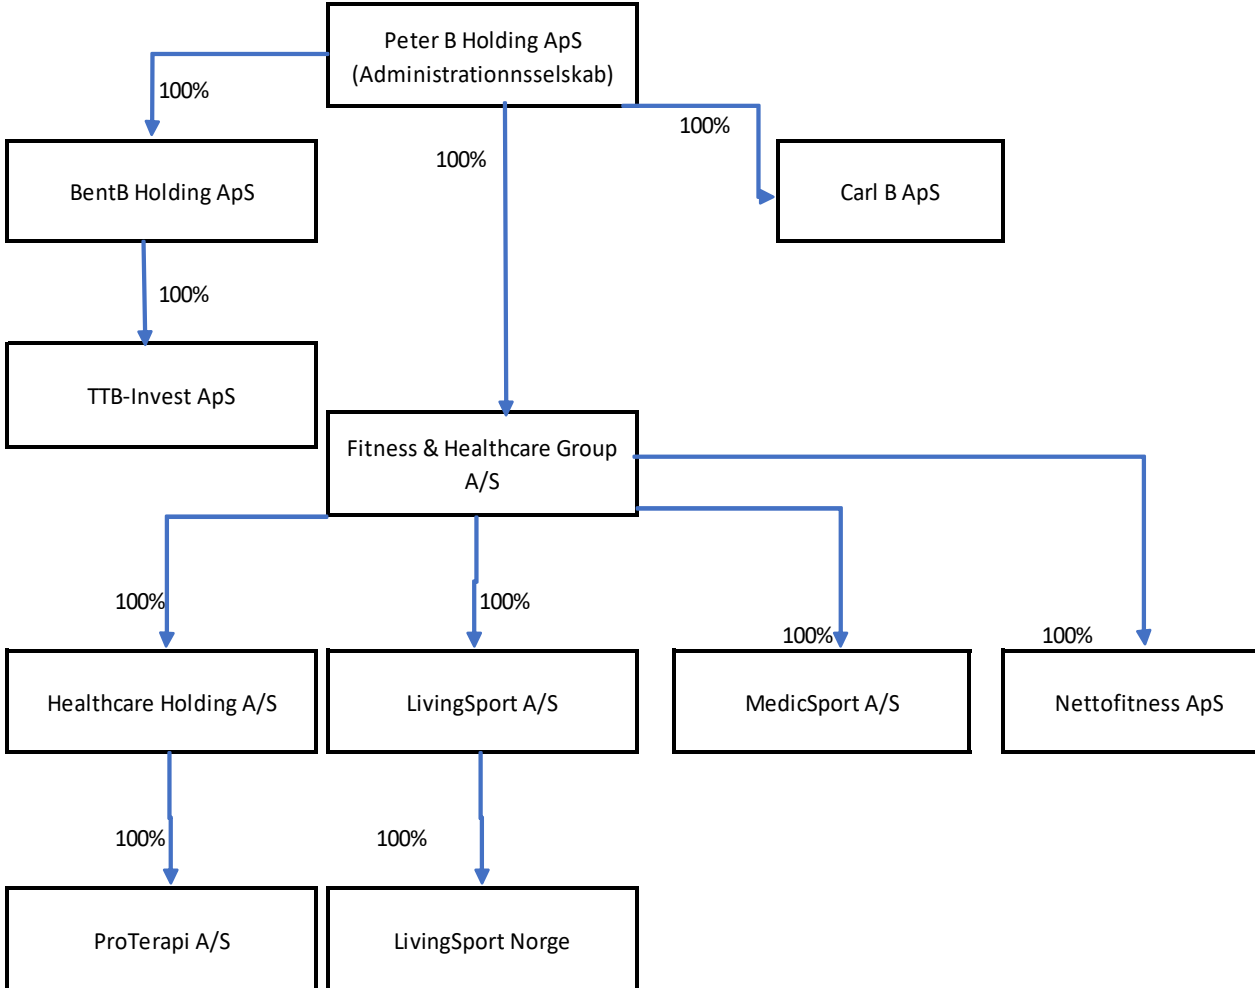 Peter B Holding ApS
(Administrationnsselskab)
100%
100%
100%
BentB Holding ApS
Carl B ApS
100%
TTB-Invest ApS
Fitness & Healthcare Group
A/S
100%
100%
100%
100%
Healthcare Holding A/S
LivingSport A/S
MedicSport A/S
Nettofitness ApS
100%
100%
ProTerapi A/S
LivingSport Norge